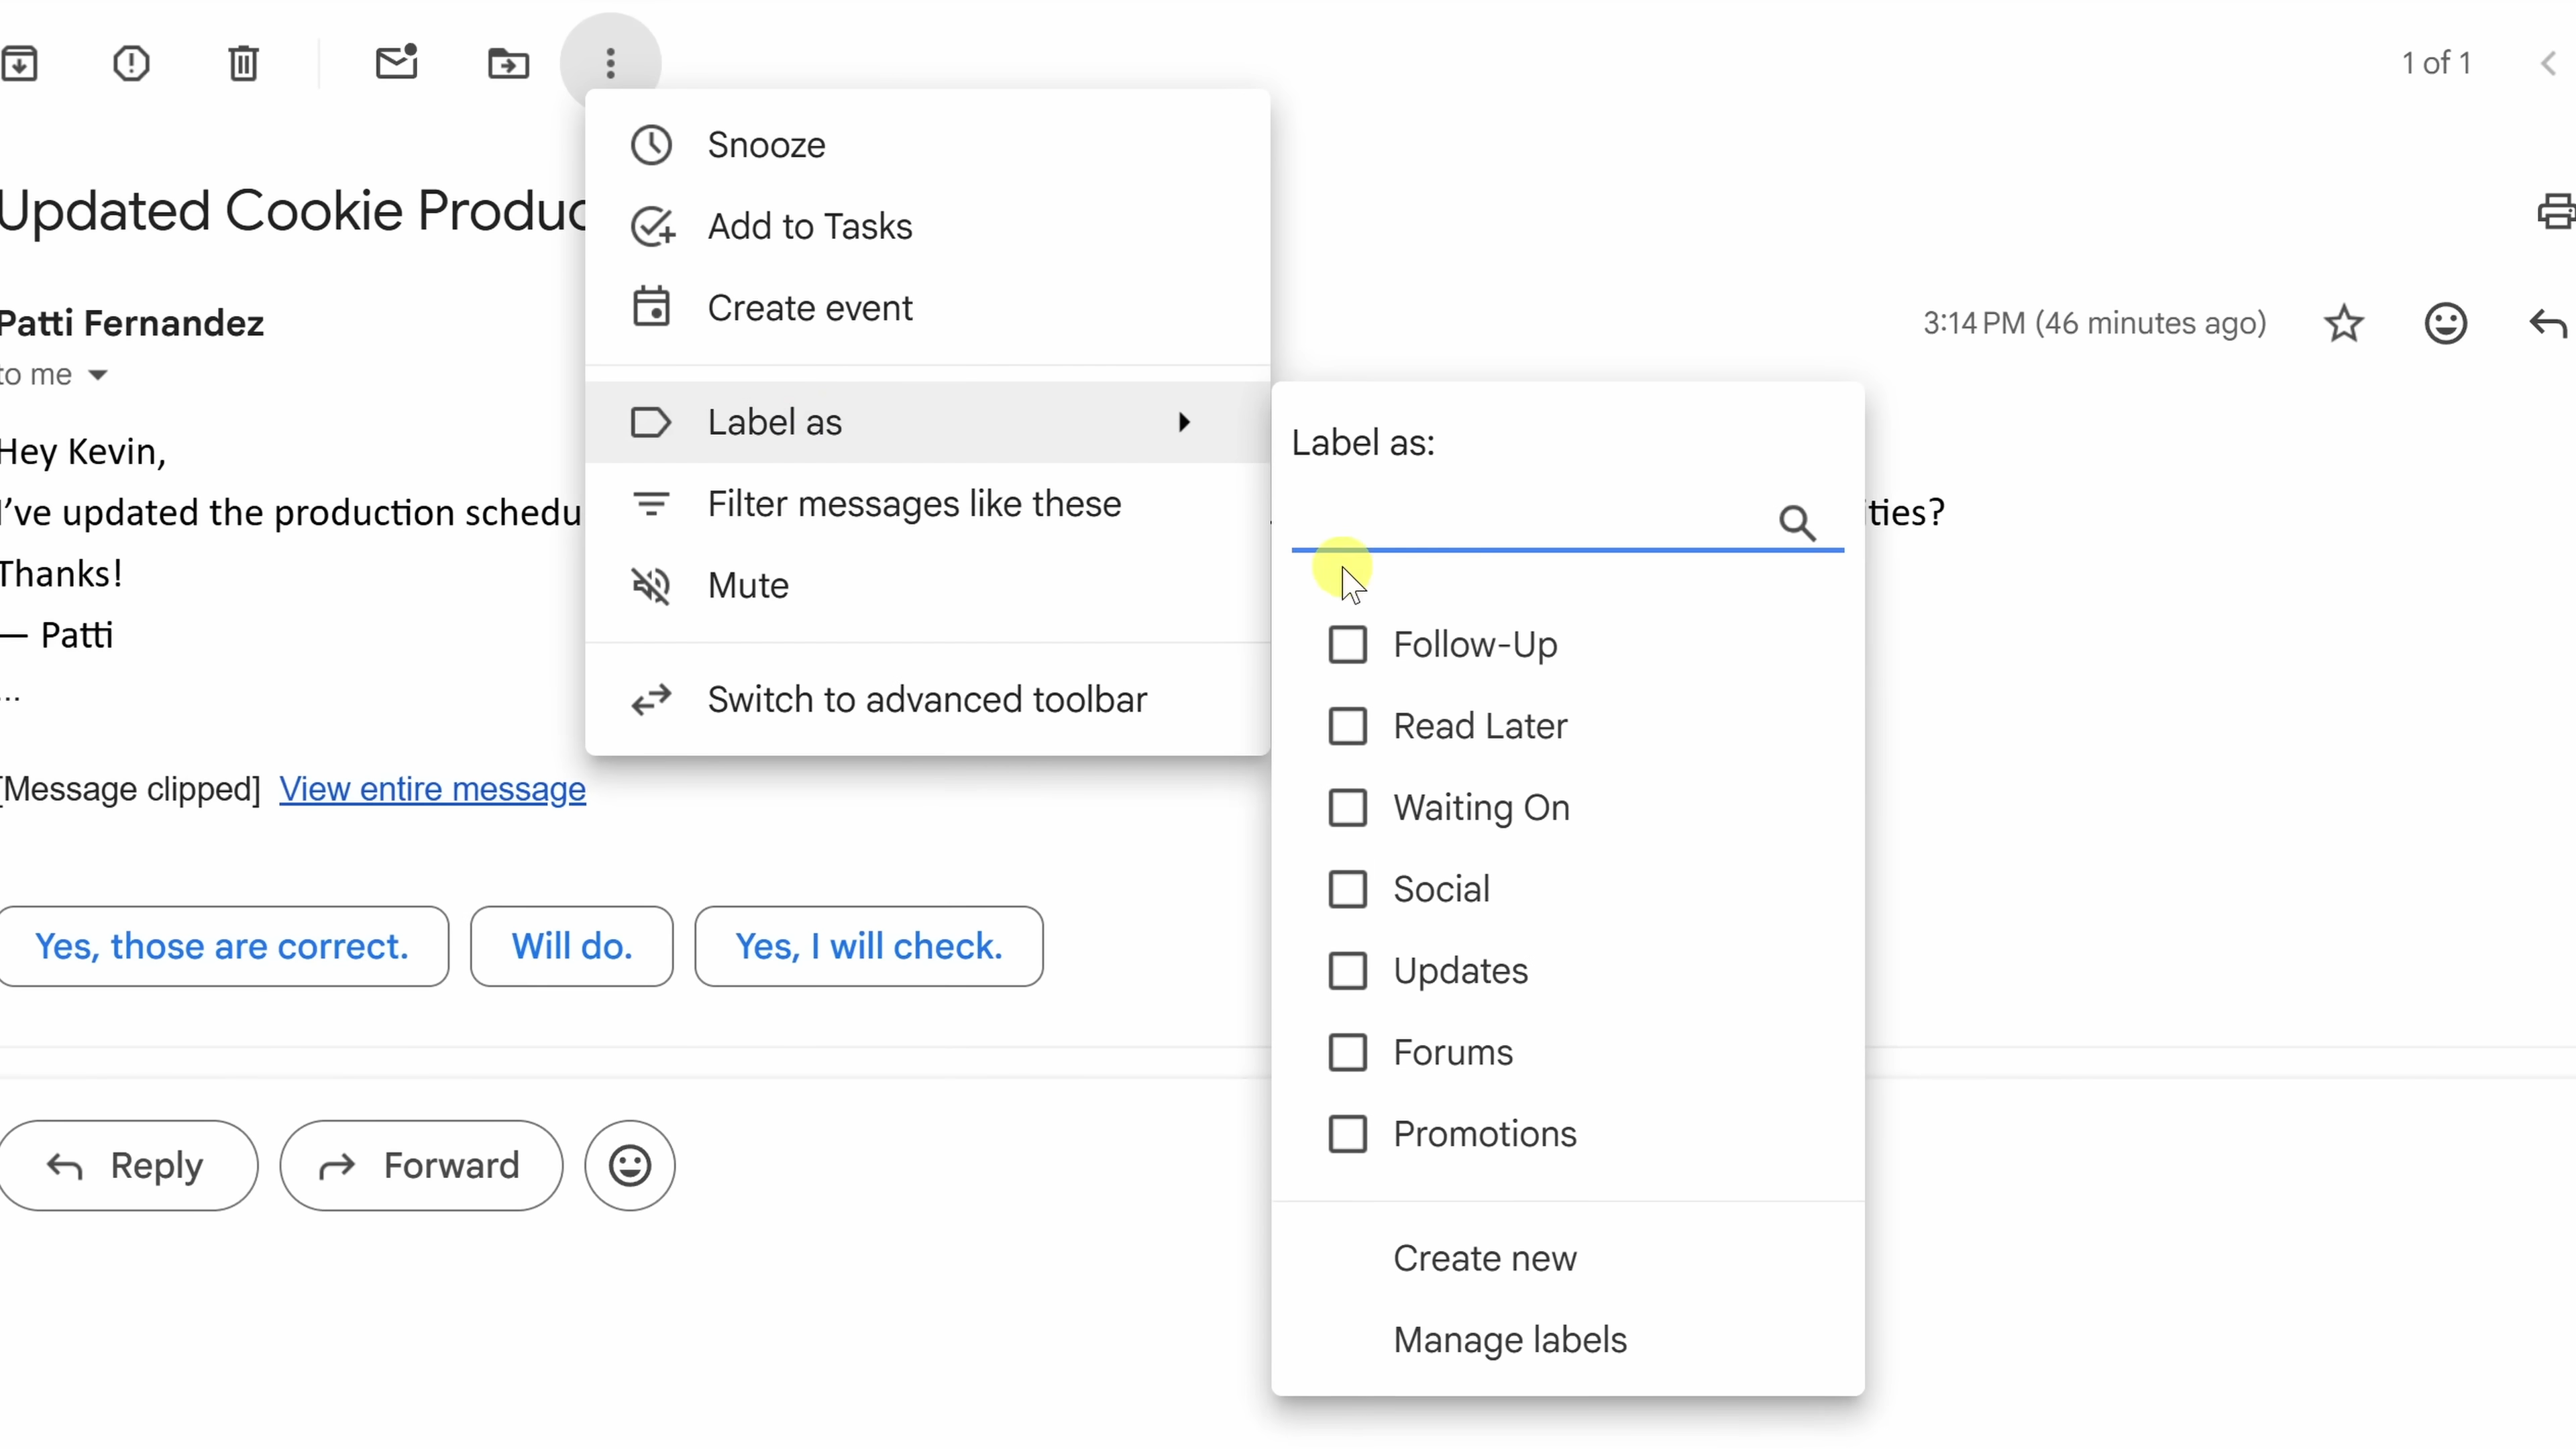 1 of 1
Updated Cookie Produc
Patti Fernandez
3:14 PM (46 minutes ago)
to me
Hey Kevin,
I've updated the production schedu
ties?
Thanks!
— Patti
...
[Message clipped] View entire message
Yes, those are correct.
Will do.
Yes, I will check.
Reply
Forward
Snooze
Add to Tasks
Create event
Label as
Filter messages like these
Mute
Switch to advanced toolbar
Label as:
Follow-Up
Read Later
Waiting On
Social
Updates
Forums
Promotions
Create new
Manage labels